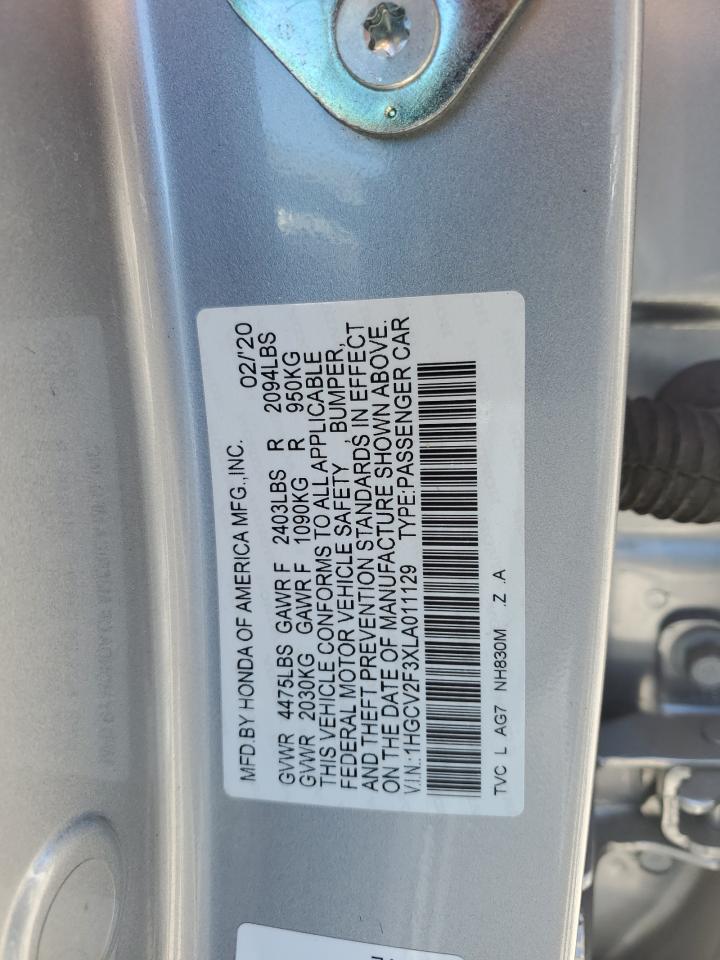 MFD.BY HONDA OF AMERICA MFG.,INC. 02/'20
GVWR 4475LBS GAWR F 2403LBS R 2094LBS
GVWR 2030KG GAWR F 1090KG R 950KG
THIS VEHICLE CONFORMS TO ALL APPLICABLE
FEDERAL MOTOR VEHICLE SAFETY , BUMPER,
AND THEFT PREVENTION STANDARDS IN EFFECT
ON THE DATE OF MANUFACTURE SHOWN ABOVE.
V.I.N.:1HGCV2F3XLA011129 TYPE:PASSENGER CAR
TVC L AG7 NH830M .Z .A